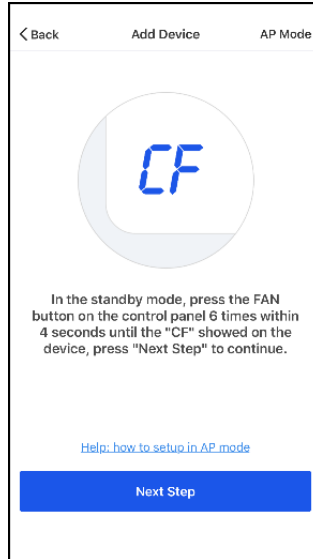 Back Add Device AP Mode
CF
In the standby mode, press the FAN
button on the control panel 6 times within
4 seconds until the "CF" showed on the
device, press "Next Step" to continue.
Help: how to setup in AP mode
Next Step